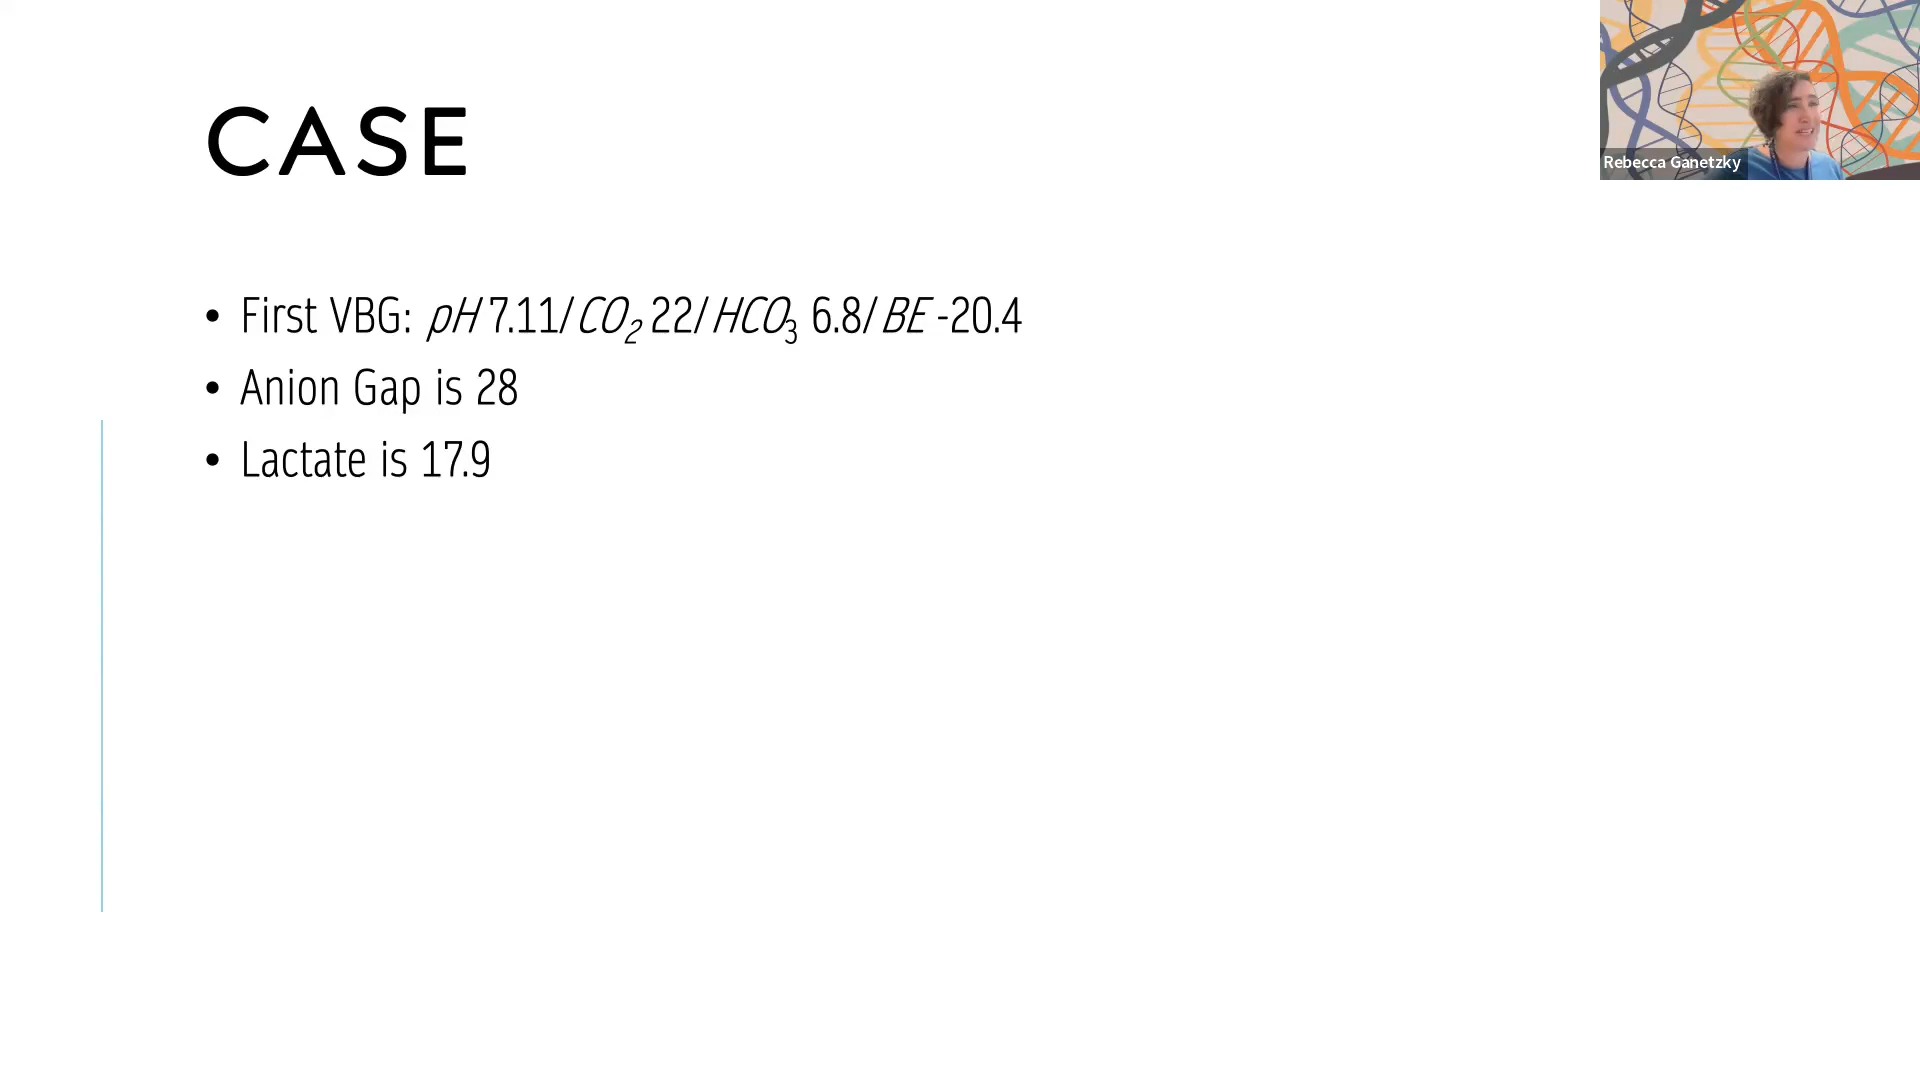 CASE
Rebecca Ganetzky
• First VBG: pH 7.11/CO₂ 22/HCO₃ 6.8/BE -20.4
• Anion Gap is 28
• Lactate is 17.9